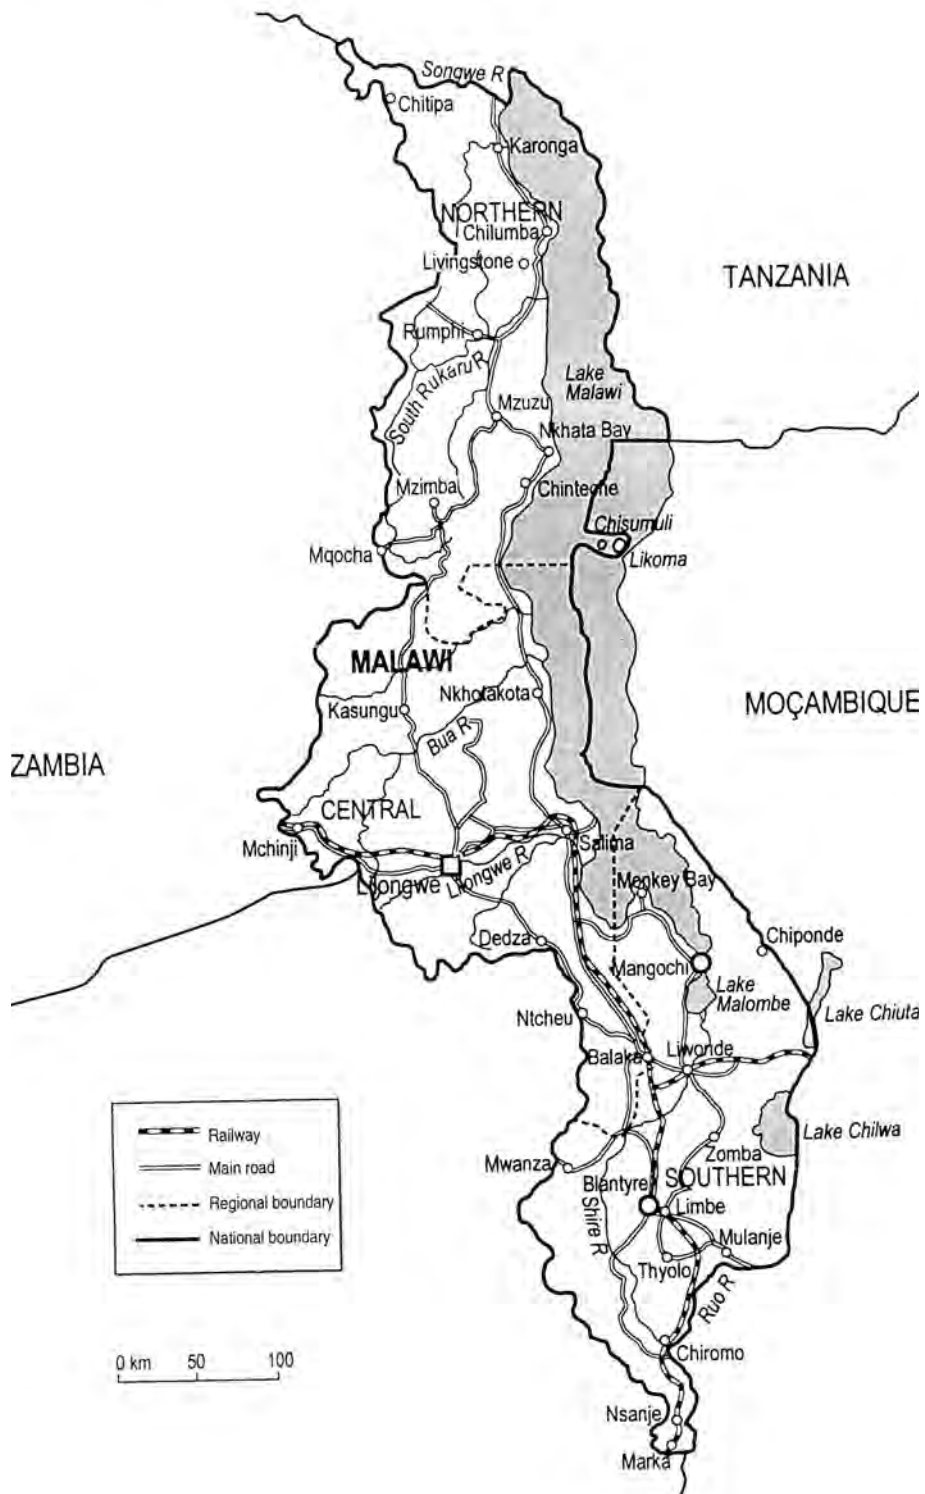 Songwe R
Chitipa
Karonga
NORTHERN
Chilumba
Livingstone
TANZANIA
Rumphi
South Rukaru R
Lake
Malawi
Mzuzu
Nkhata Bay
Mzimba
Chinteche
Chisumuli
Mqocha
Likoma
MALAWI
Nkhotakota
MOÇAMBIQUE
Kasungu
Bua R
ZAMBIA
CENTRAL
Mchinji
Salima
Lilongwe
Lilongwe R
Monkey Bay
Dedza
Chiponde
Mangochi
Lake
Malombe
Ntcheu
Lake Chiuta
Balaka
Liwonde
Railway
Lake Chilwa
Main road
Zomba
Mwanza
SOUTHERN
Blantyre
Regional boundary
Limbe
Shire R
National boundary
Mulanje
Thyolo
Ruo R
Chiromo
0 km 50 100
Nsanje
Marka